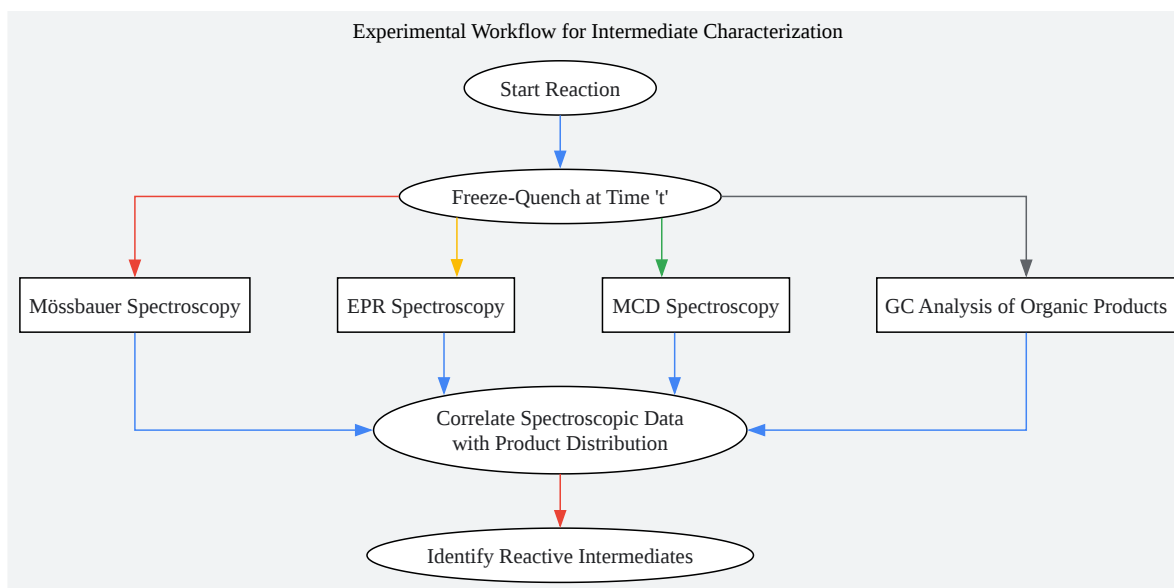 Experimental Workflow for Intermediate Characterization
Start Reaction
Freeze-Quench at Time 't'
Mössbauer Spectroscopy
EPR Spectroscopy
MCD Spectroscopy
GC Analysis of Organic Products
Correlate Spectroscopic Data
with Product Distribution
Identify Reactive Intermediates